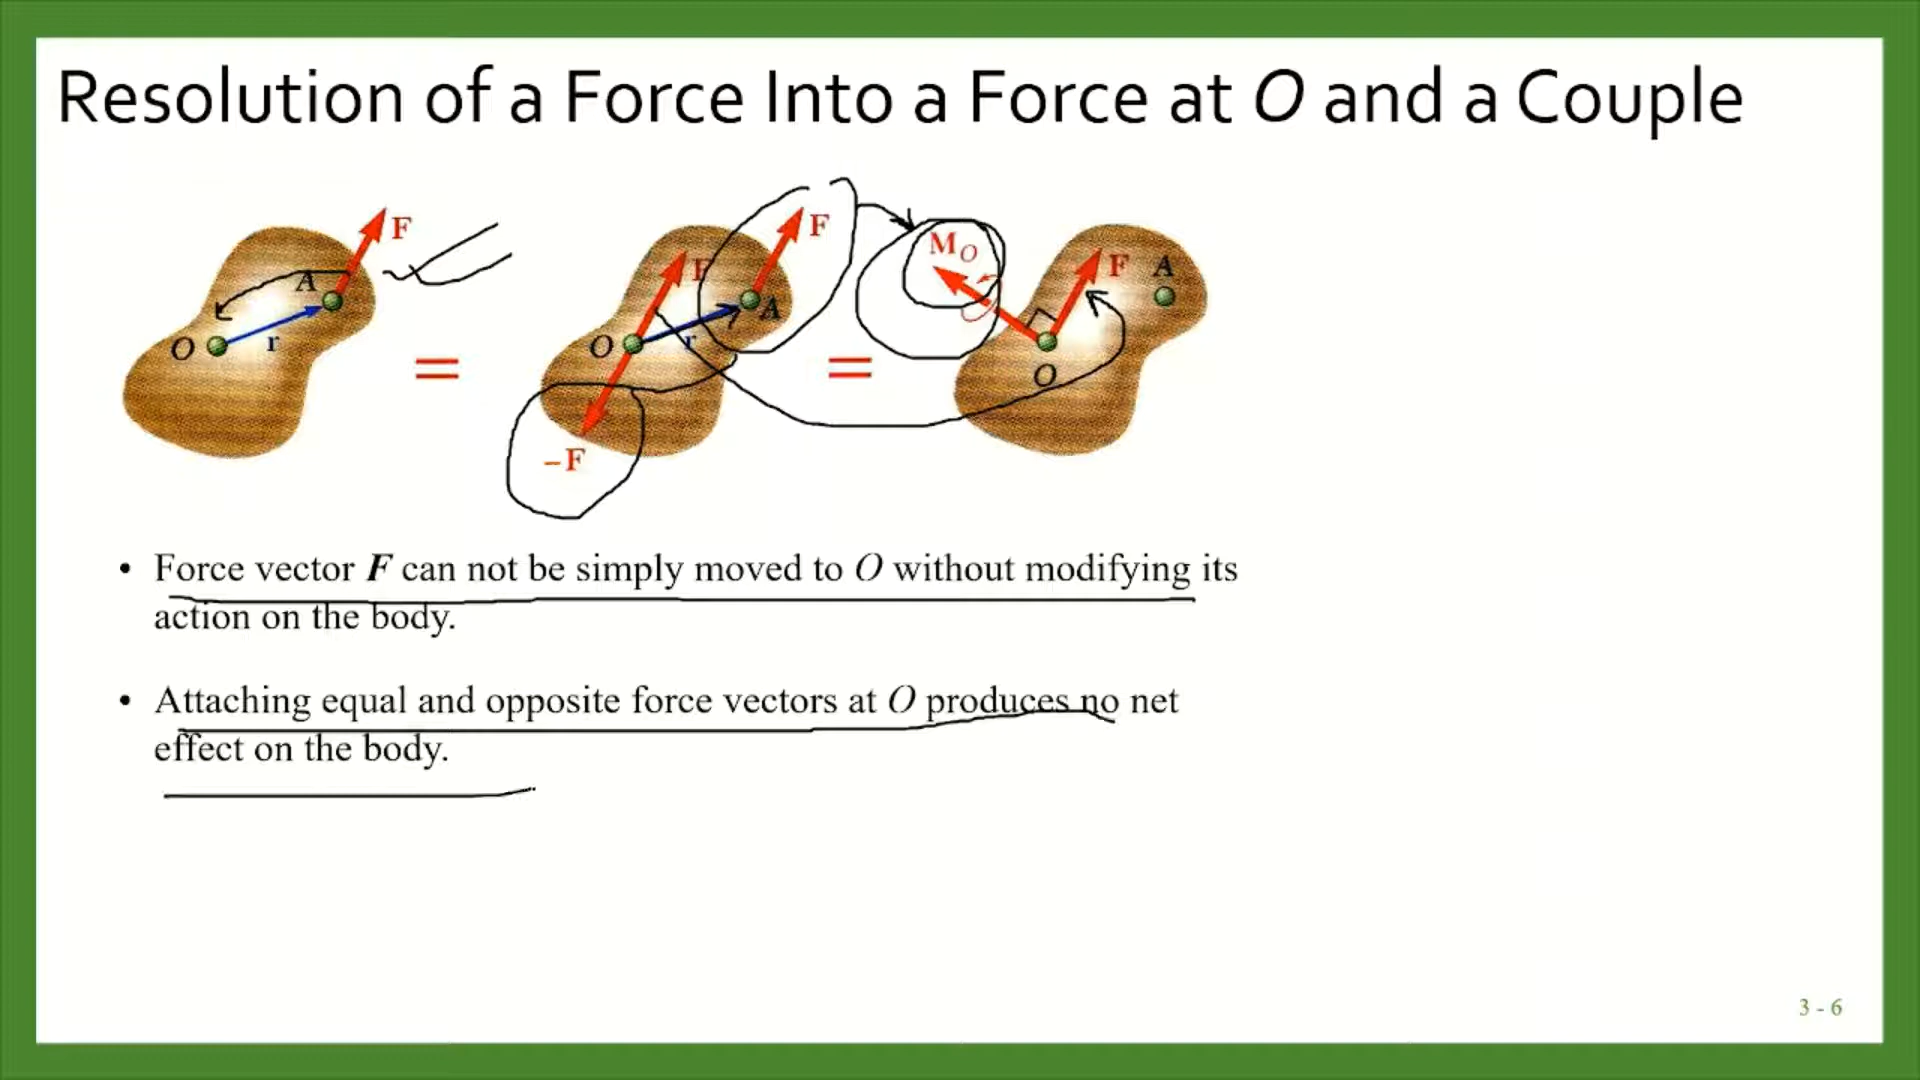 Resolution of a Force Into a Force at O and a Couple
F
A
O
r
=
F
F
A
O
r
–F
=
M_O
F
A
O
• Force vector F can not be simply moved to O without modifying its
action on the body.
• Attaching equal and opposite force vectors at O produces no net
effect on the body.
3 - 6